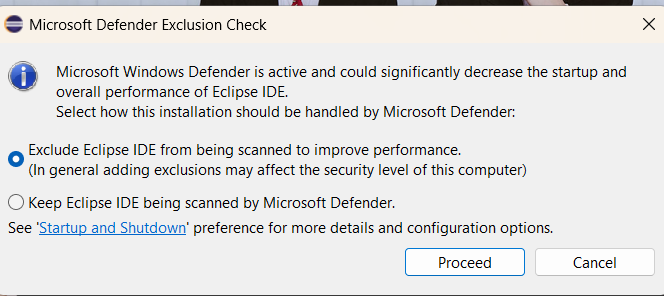 Microsoft Defender Exclusion Check
Microsoft Windows Defender is active and could significantly decrease the startup and
overall performance of Eclipse IDE.
Select how this installation should be handled by Microsoft Defender:
Exclude Eclipse IDE from being scanned to improve performance.
(In general adding exclusions may affect the security level of this computer)
Keep Eclipse IDE being scanned by Microsoft Defender.
See 'Startup and Shutdown' preference for more details and configuration options.
Proceed Cancel